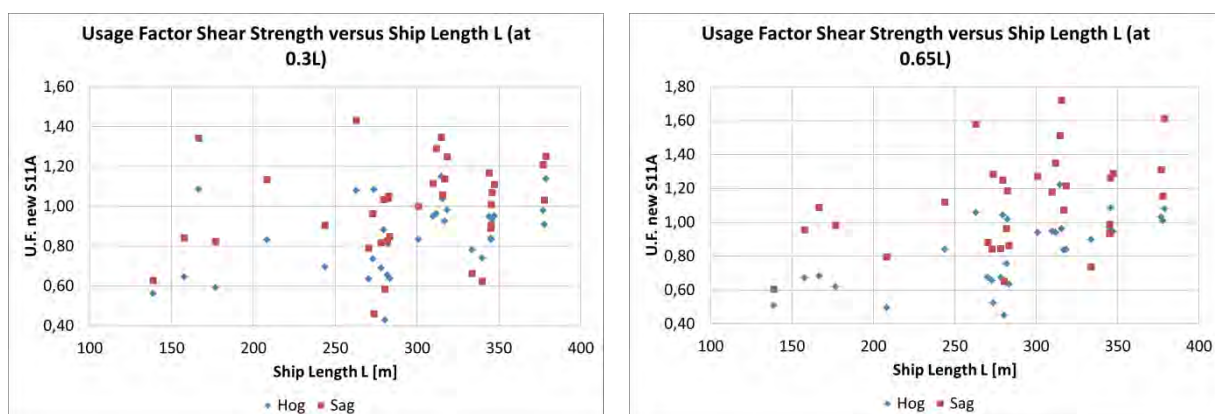 Usage Factor Shear Strength versus Ship Length L (at
0.3L)
U.F. new S11A
1,60
1,40
1,20
1,00
0,80
0,60
0,40
100 150 200 250 300 350 400
Ship Length L [m]
Hog Sag
Usage Factor Shear Strength versus Ship Length L (at
0.65L)
U.F. new S11A
1,80
1,60
1,40
1,20
1,00
0,80
0,60
0,40
100 150 200 250 300 350 400
Ship Length L [m]
Hog Sag